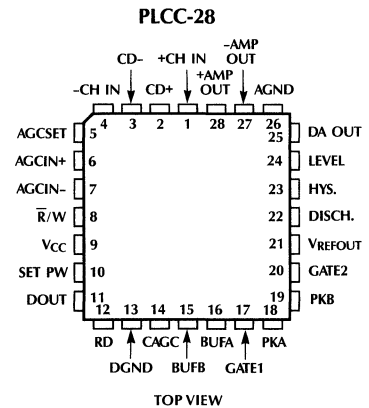 PLCC-28
–AMP
OUT
CD–
+CH IN
+AMP
OUT
–CH IN
CD+
AGND
4
3
2
1
28
27
26
AGCSET
5
25
DA OUT
AGCIN+
6
24
LEVEL
AGCIN–
7
23
HYS.
R̅/W
8
22
DISCH.
VCC
9
21
VREFOUT
SET PW
10
20
GATE2
DOUT
11
19
PKB
12
13
14
15
16
17
18
RD
CAGC
BUFA
PKA
DGND
BUFB
GATE1
TOP VIEW